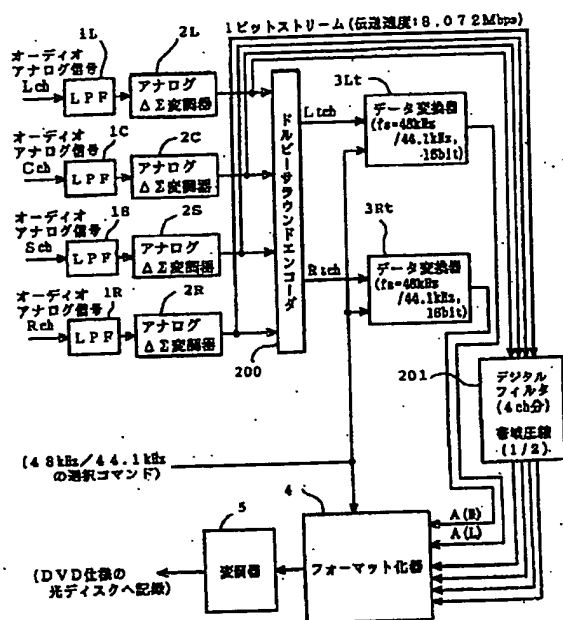 1ビットストリーム(伝送速度:3.072Mbps)
オーディオ
アナログ信号
Lch
1L
LPF
2L
アナログ
ΔΣ変調器
オーディオ
アナログ信号
Cch
1C
LPF
2C
アナログ
ΔΣ変調器
オーディオ
アナログ信号
Sch
1S
LPF
2S
アナログ
ΔΣ変調器
オーディオ
アナログ信号
Rch
1R
LPF
2R
アナログ
ΔΣ変調器
ドルビーサラウンドエンコーダ
200
Ltch
Rtch
3Lt
データ変換器
(fs=48kHz
/44.1kHz,
16bit)
3Rt
データ変換器
(fs=48kHz
/44.1kHz,
16bit)
201
デジタル
フィルタ
(4ch分)
帯域圧縮
(1/2)
(48kHz/44.1kHz
の選択コマンド)
A(R)
A(L)
4
フォーマット化器
5
変調器
(DVD仕様の
光ディスクへ記録)